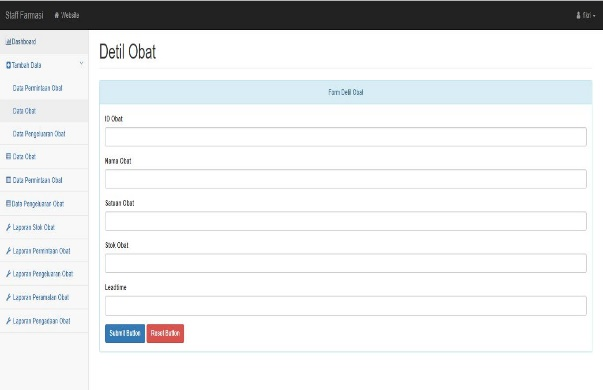 Staff Farmasi
Website
fikri
Dashboard
Tambah Data
Data Permintaan Obat
Data Obat
Data Pengeluaran Obat
Data Obat
Data Permintaan Obat
Data Pengeluaran Obat
Laporan Stok Obat
Laporan Permintaan Obat
Laporan Pengeluaran Obat
Laporan Peramalan Obat
Laporan Pengadaan Obat
Detil Obat
Form Detil Obat
ID Obat
Nama Obat
Satuan Obat
Stok Obat
Leadtime
Submit Button
Reset Button